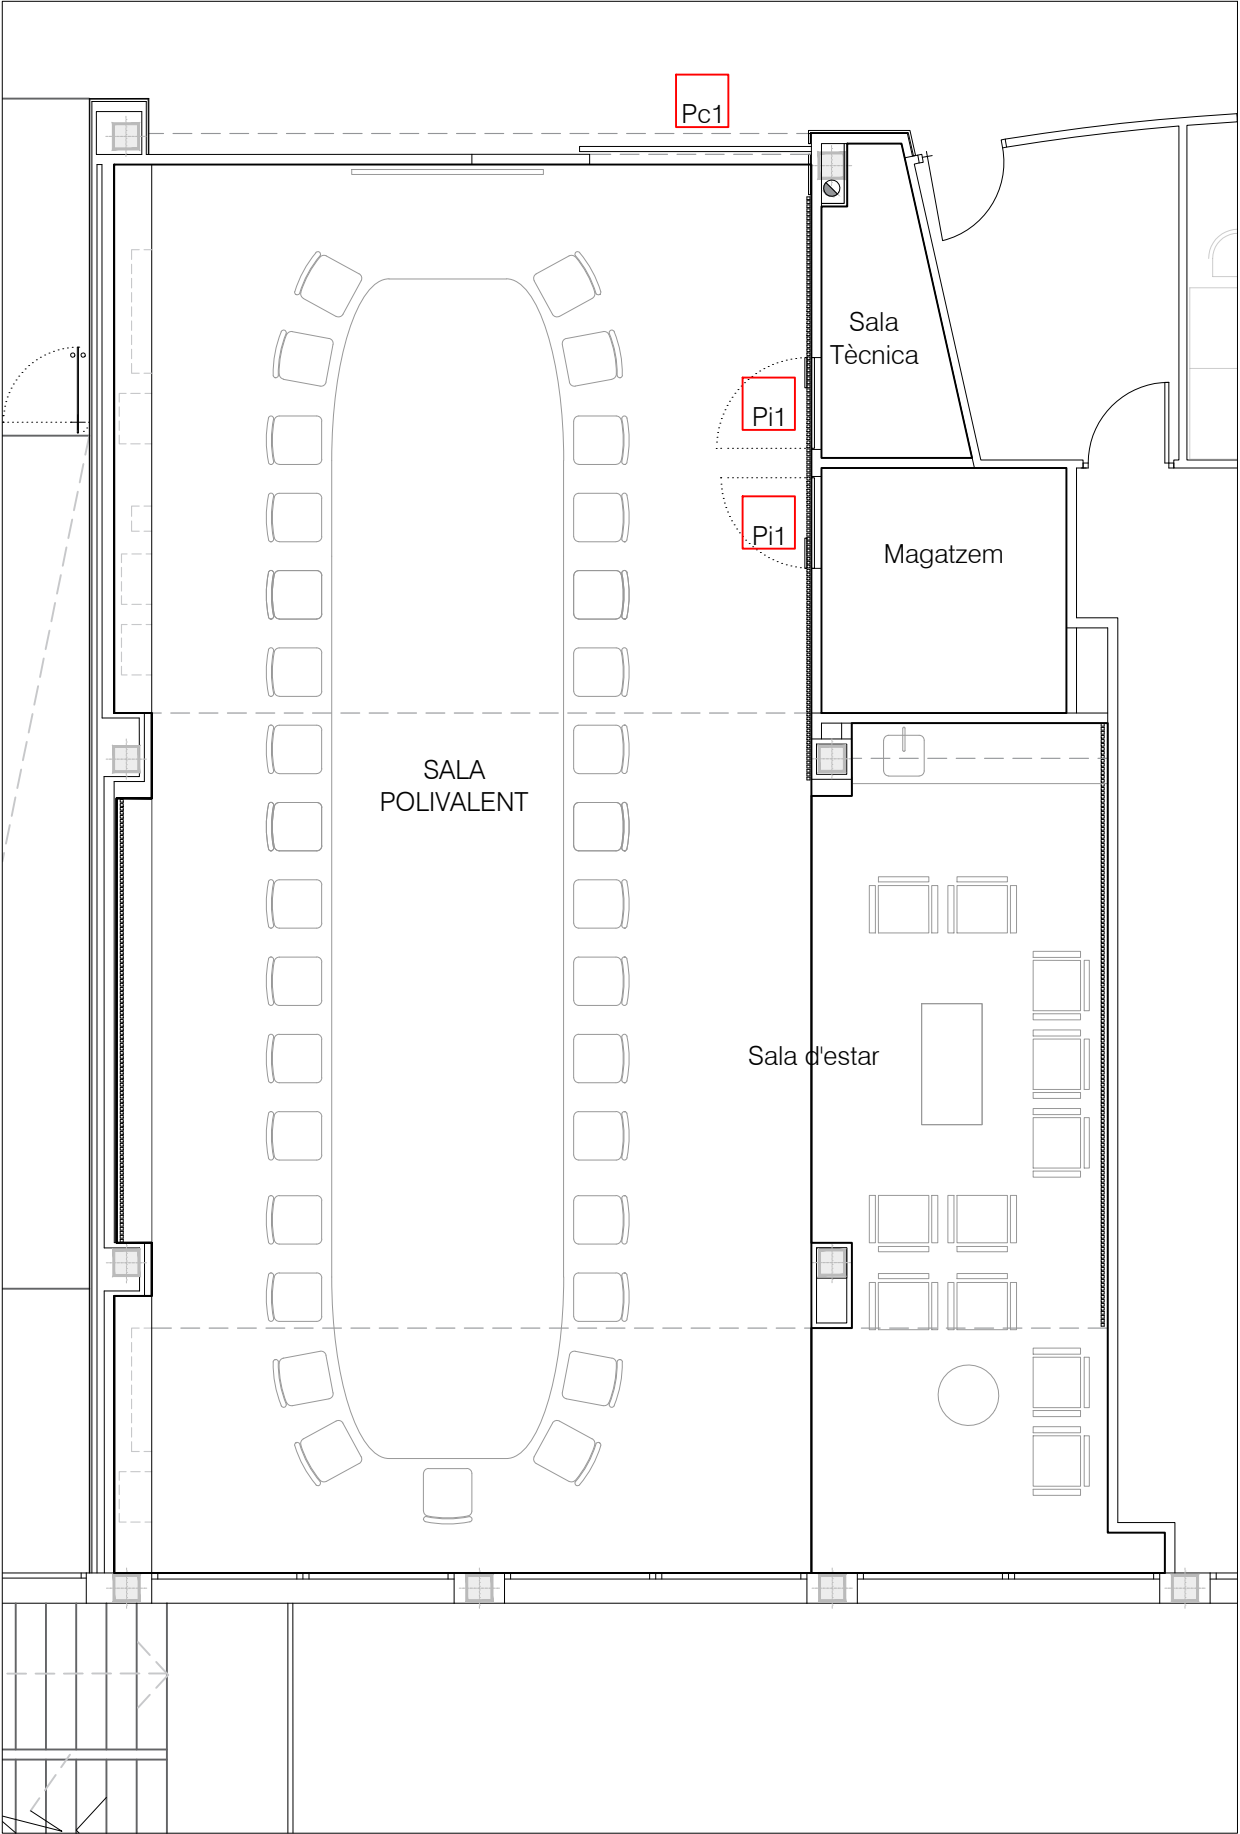 Pc1
Sala
Tècnica
Pi1
Pi1
Magatzem
SALA
POLIVALENT
Sala d'estar